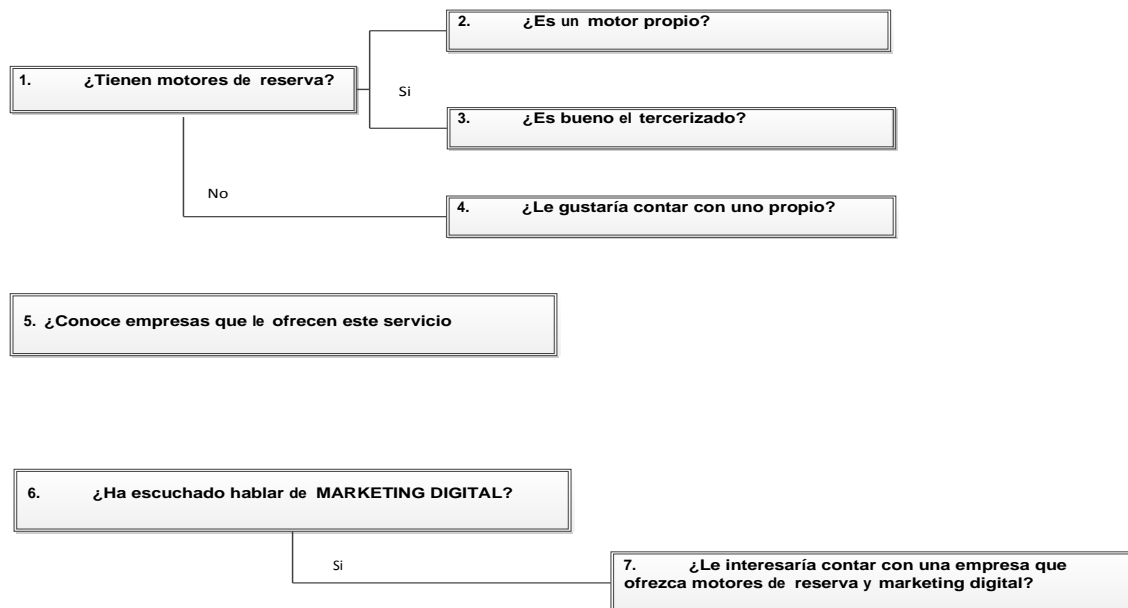 2. ¿Es un motor propio?
1. ¿Tienen motores de reserva?
Si
3. ¿Es bueno el tercerizado?
No
4. ¿Le gustaría contar con uno propio?
5. ¿Conoce empresas que le ofrecen este servicio
6. ¿Ha escuchado hablar de MARKETING DIGITAL?
Si
7. ¿Le interesaría contar con una empresa que
ofrezca motores de reserva y marketing digital?